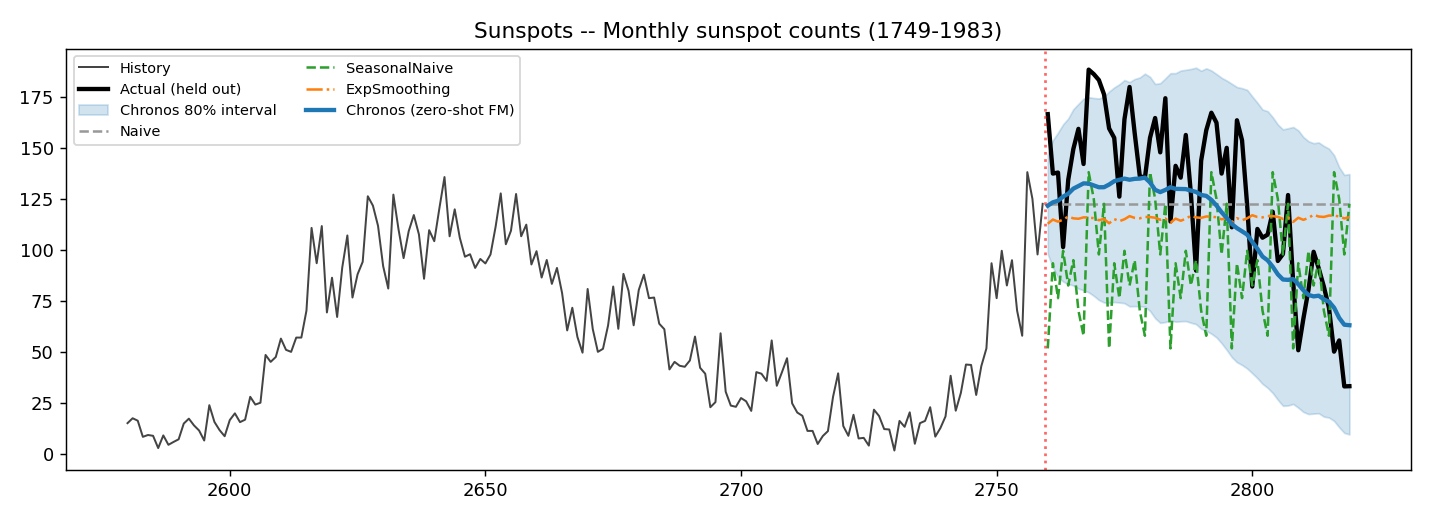 Sunspots -- Monthly sunspot counts (1749-1983)
History
Actual (held out)
Chronos 80% interval
Naive
SeasonalNaive
ExpSmoothing
Chronos (zero-shot FM)
175
150
125
100
75
50
25
0
2600
2650
2700
2750
2800